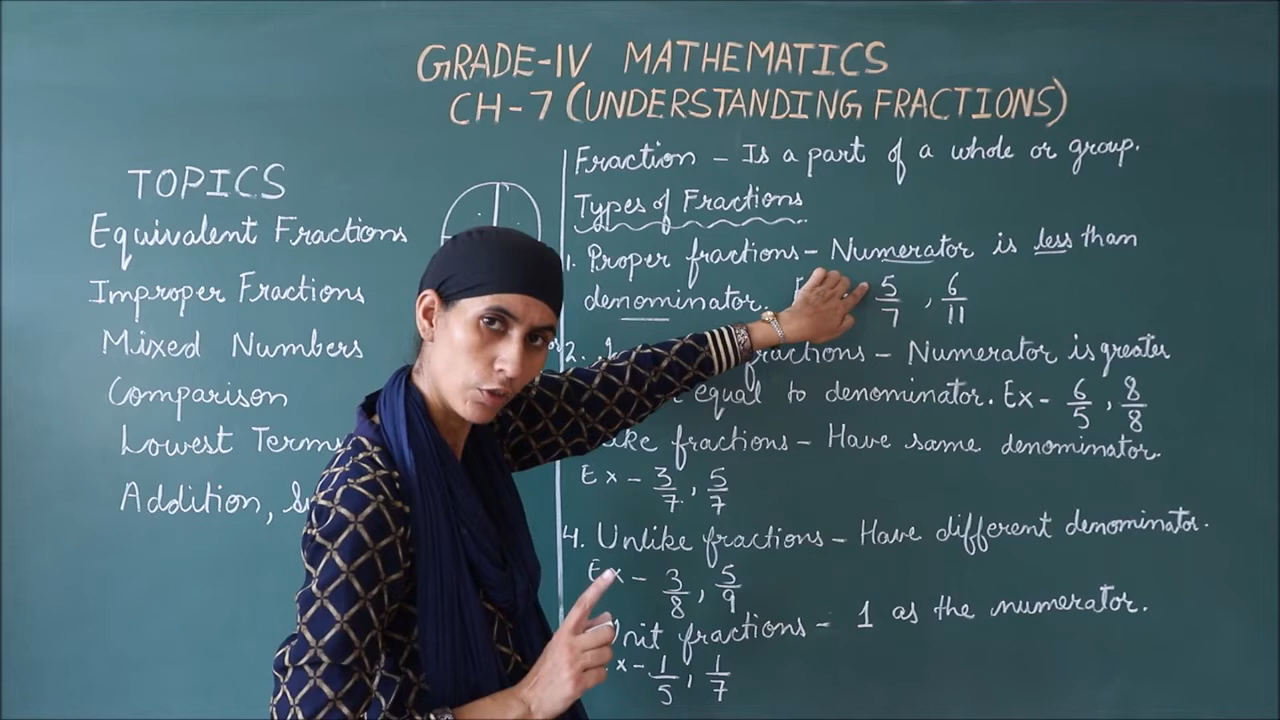 GRADE-IV MATHEMATICS
CH-7 (UNDERSTANDING FRACTIONS)
TOPICS
Equivalent Fractions
Improper Fractions
Mixed Numbers
Comparison
Lowest Terms
Addition,
Fraction - Is a part of a whole or group.
Types of Fractions
1. Proper fractions - Numerator is less than
denominator. 5/7, 6/11
2. fractions - Numerator is greater
equal to denominator. Ex - 6/5, 8/8
fractions - Have same denominator.
Ex - 3/7, 5/7
4. Unlike fractions - Have different denominator.
Ex - 3/8, 5/9
Unit fractions - 1 as the numerator.
Ex - 1/5, 1/7